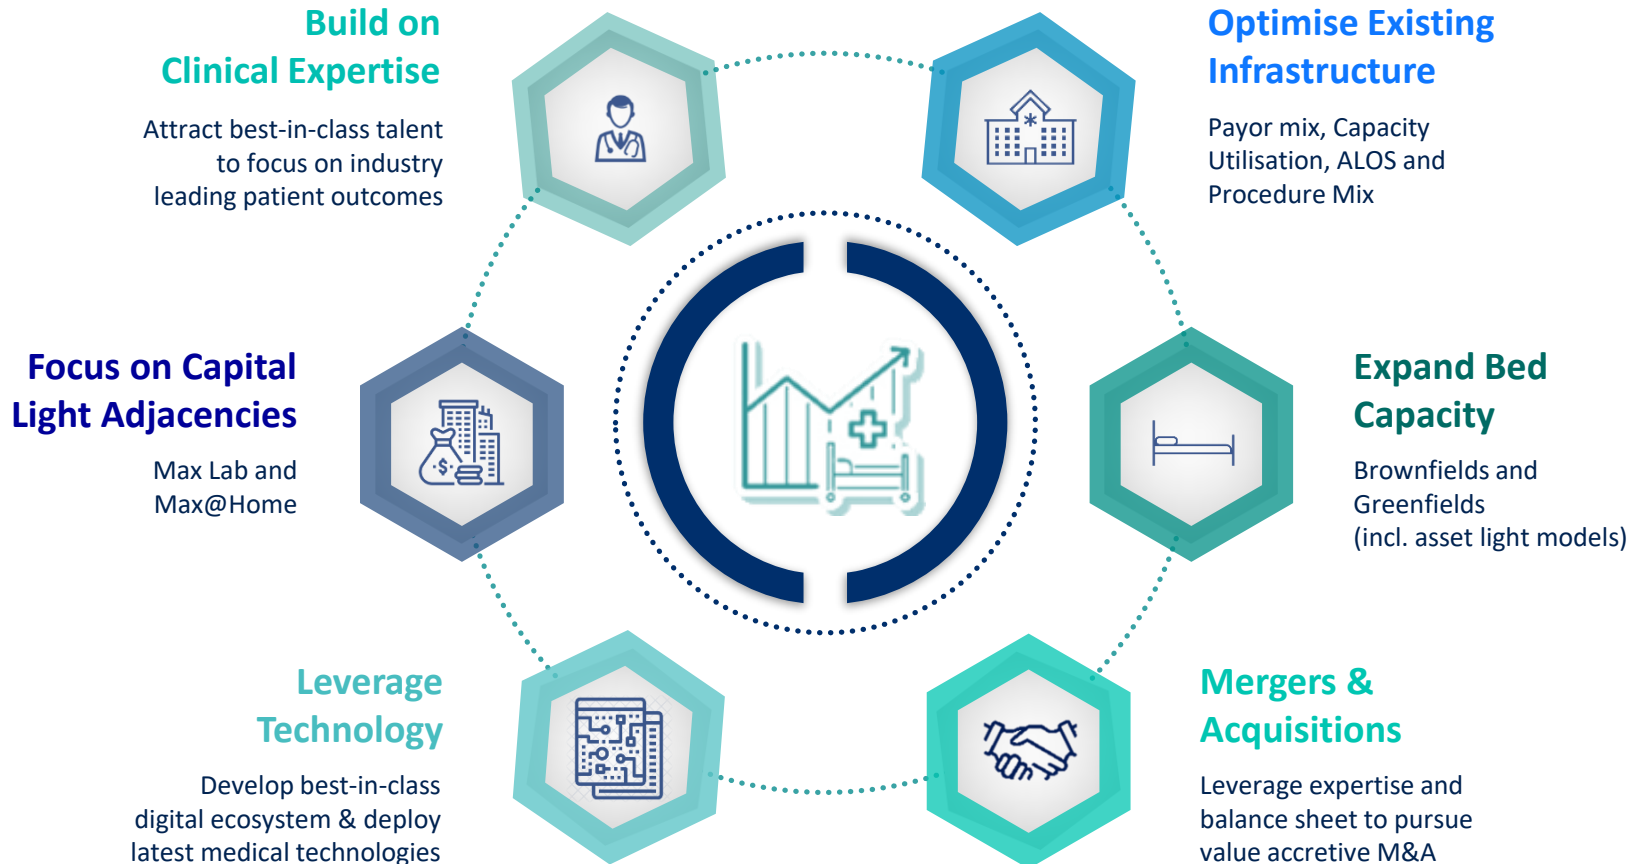 Build on
Clinical Expertise
Attract best-in-class talent
to focus on industry
leading patient outcomes
Optimise Existing
Infrastructure
Payor mix, Capacity
Utilisation, ALOS and
Procedure Mix
Focus on Capital
Light Adjacencies
Max Lab and
Max@Home
$
Expand Bed
Capacity
Brownfields and
Greenfields
(incl. asset light models)
Leverage
Technology
Develop best-in-class
digital ecosystem & deploy
latest medical technologies
Mergers &
Acquisitions
Leverage expertise and
balance sheet to pursue
value accretive M&A